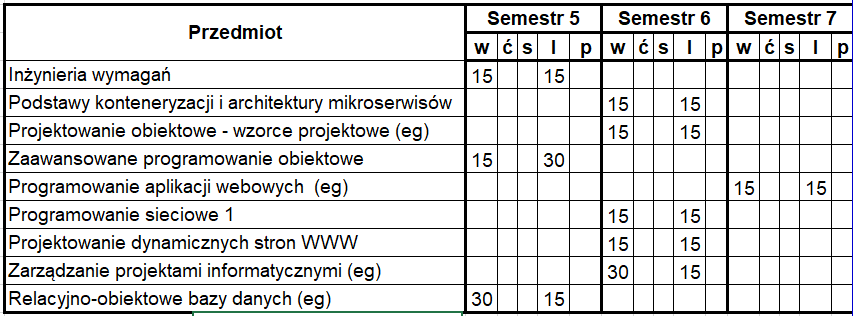 Przedmiot Semestr 5 Semestr 6 Semestr 7
w ć s l p w ć s l p w ć s l p
Inżynieria wymagań 15 15
Podstawy konteneryzacji i architektury mikroserwisów 15 15
Projektowanie obiektowe - wzorce projektowe (eg) 15 15
Zaawansowane programowanie obiektowe 15 30
Programowanie aplikacji webowych (eg) 15 15
Programowanie sieciowe 1 15 15
Projektowanie dynamicznych stron WWW 15 15
Zarządzanie projektami informatycznymi (eg) 30 15
Relacyjno-obiektowe bazy danych (eg) 30 15